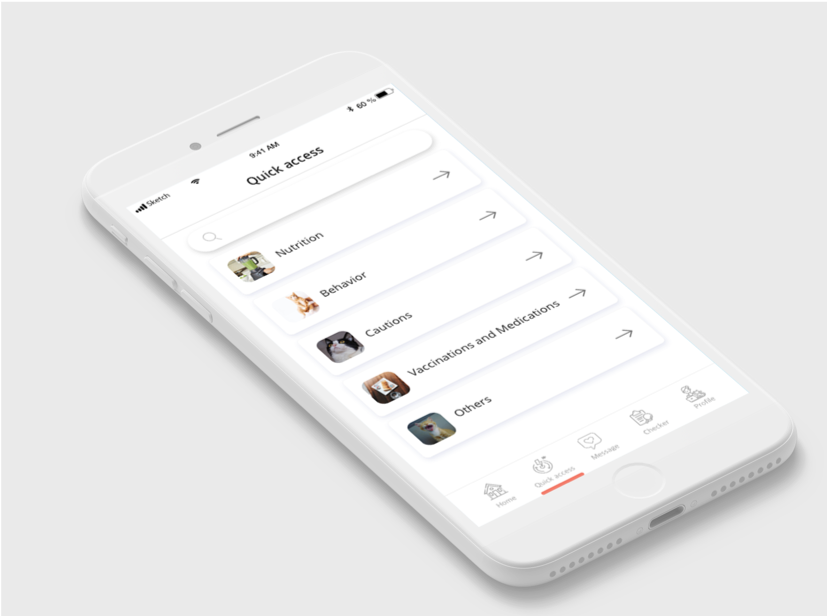 Sketch
9:41 AM
60 %
Quick access
Nutrition
Behavior
Cautions
Vaccinations and Medications
Others
Home
Quick access
Message
Checker
Profile